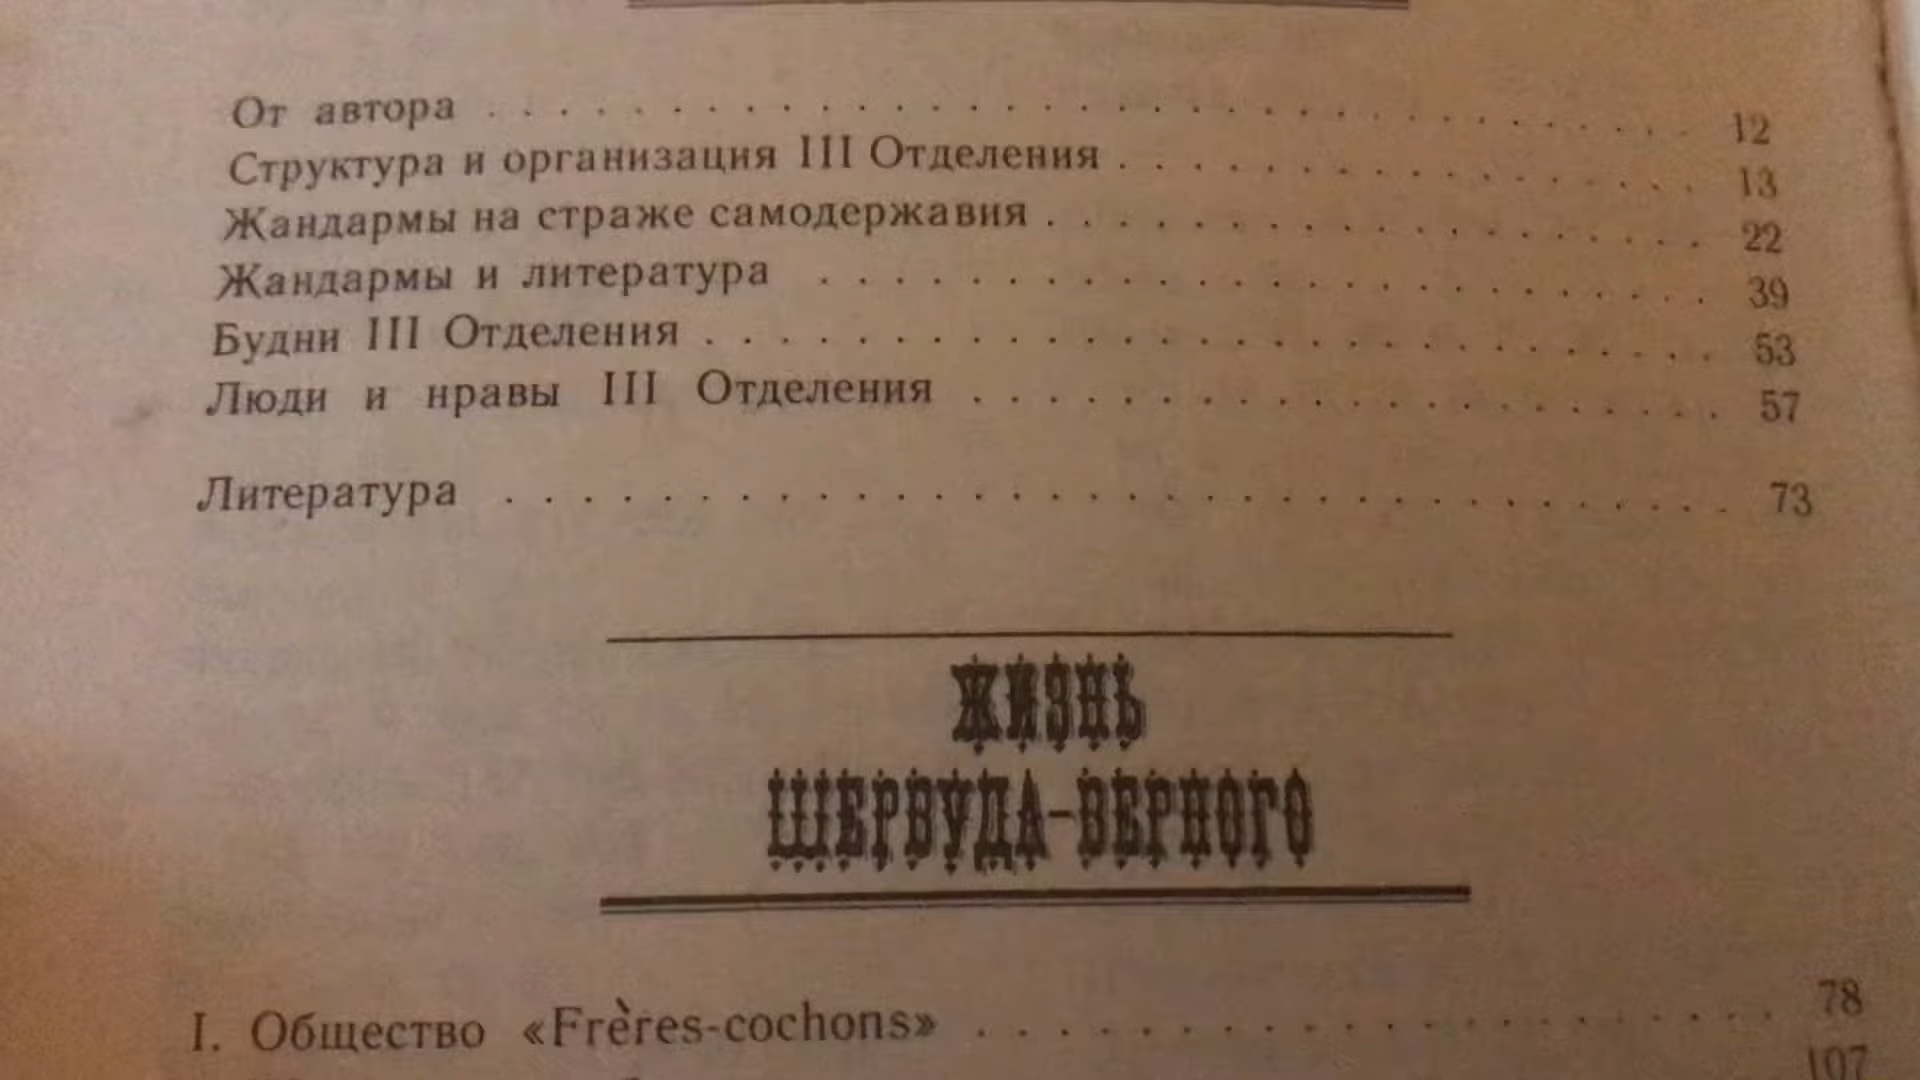 От автора . . . . . . . . . . . . . . . . . . . . . . . . . . . . . . . . 12
Структура и организация III Отделения . . . . . . . . . . . . . . . . 13
Жандармы на страже самодержавия . . . . . . . . . . . . . . . . . . 22
Жандармы и литература . . . . . . . . . . . . . . . . . . . . . . . . 39
Будни III Отделения . . . . . . . . . . . . . . . . . . . . . . . . . . . 53
Люди и нравы III Отделения . . . . . . . . . . . . . . . . . . . . . 57
Литература . . . . . . . . . . . . . . . . . . . . . . . . . . . . . . . . 73
ЖИЗНЬ
ШЕРВУДА-ВЕРНОГО
I. Общество «Frères-cochons» . . . . . . . . . . . . . . . . . . . . . . 78
107